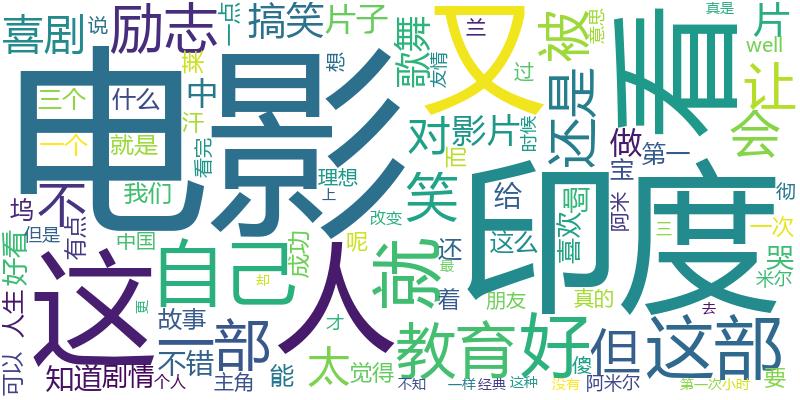 喜剧
说
励志
一点
搞笑
片子
歌舞
友情
又
兰
被
意思
看
真是
片
well
电影
莱
中
想
三个
什么
汗
过
还是
让
一个
就是
看完
对
影片
而
时候
会
做
第一
我们
理想
上
笑
给
印度
宝
阿米
彻
坞
不
改变
哥
喜欢
一次
但是
有点
中国
呢
还
这么
三
哭
好看
这
自己
成功
人
就
最
米尔
人生
却
着
朋友
真的
去
更
故事
才
教育
好
但
这部
可以
一部
不错
太
觉得
傻
知道
剧情
个人
主角
能
不知
一样
经典
这种
没有
阿米尔
第一次
小时
要